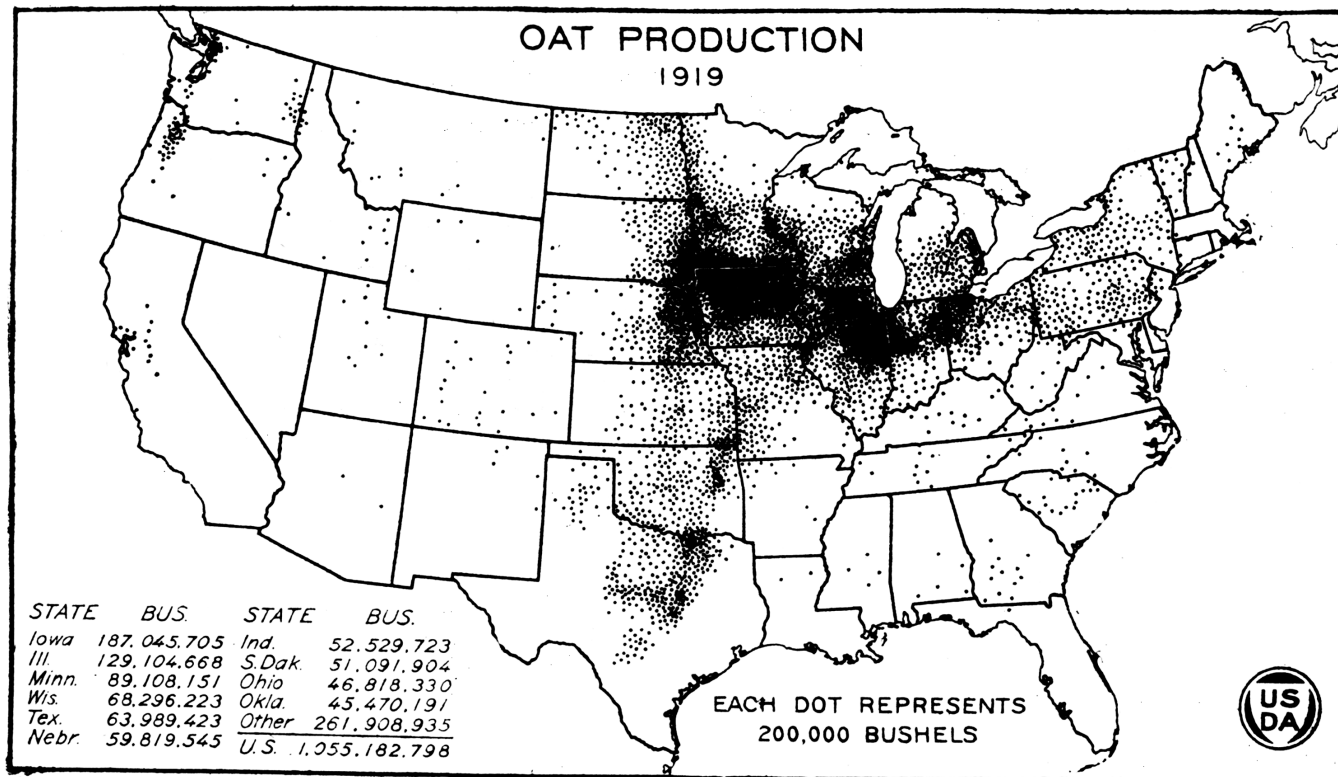 OAT PRODUCTION
1919
STATE BUS. STATE BUS.
Iowa 187.045.705 Ind. 52.529.723
Ill. 129.104.668 S.Dak. 51.091.904
Minn. 89.108.151 Ohio 46.818.330
Wis. 68.296.223 Okla. 45.470.191
Tex. 63.989.423 Other 261.908.935
Nebr. 59.819.545 U.S. 1.055.182.798
EACH DOT REPRESENTS
200,000 BUSHELS
US
DA